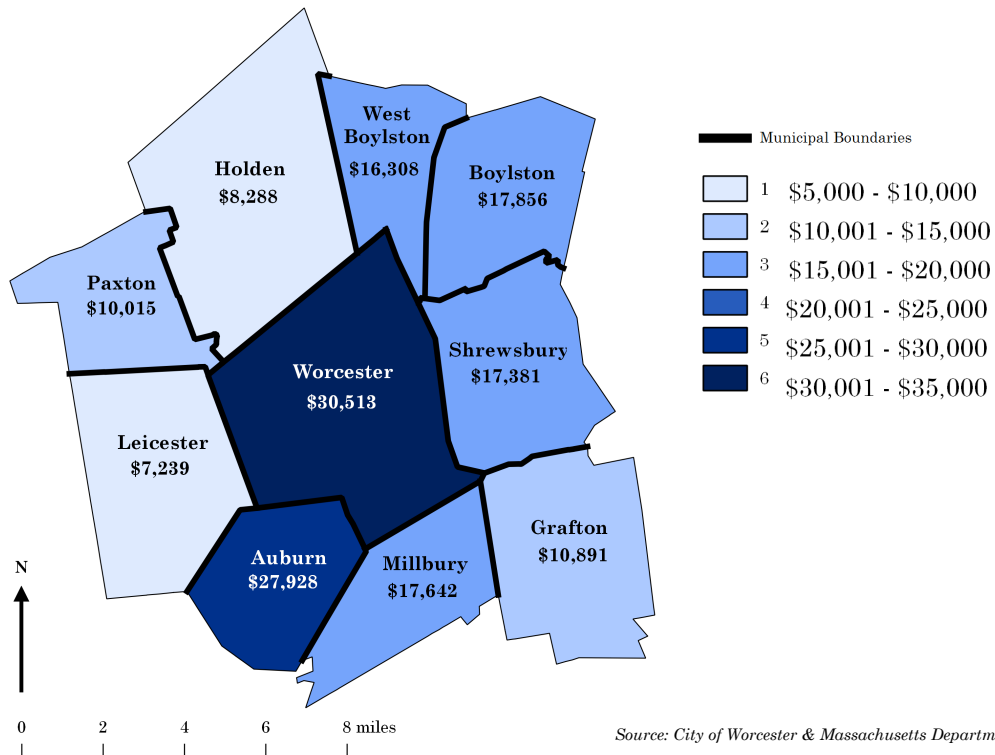 West
Boylston
$16,308
Holden
$8,288
Boylston
$17,856
Paxton
$10,015
Worcester
$30,513
Shrewsbury
$17,381
Leicester
$7,239
Auburn
$27,928
Millbury
$17,642
Grafton
$10,891
Municipal Boundaries
1 $5,000 - $10,000
2 $10,001 - $15,000
3 $15,001 - $20,000
4 $20,001 - $25,000
5 $25,001 - $30,000
6 $30,001 - $35,000
N
0 2 4 6 8 miles
Source: City of Worcester & Massachusetts Departm